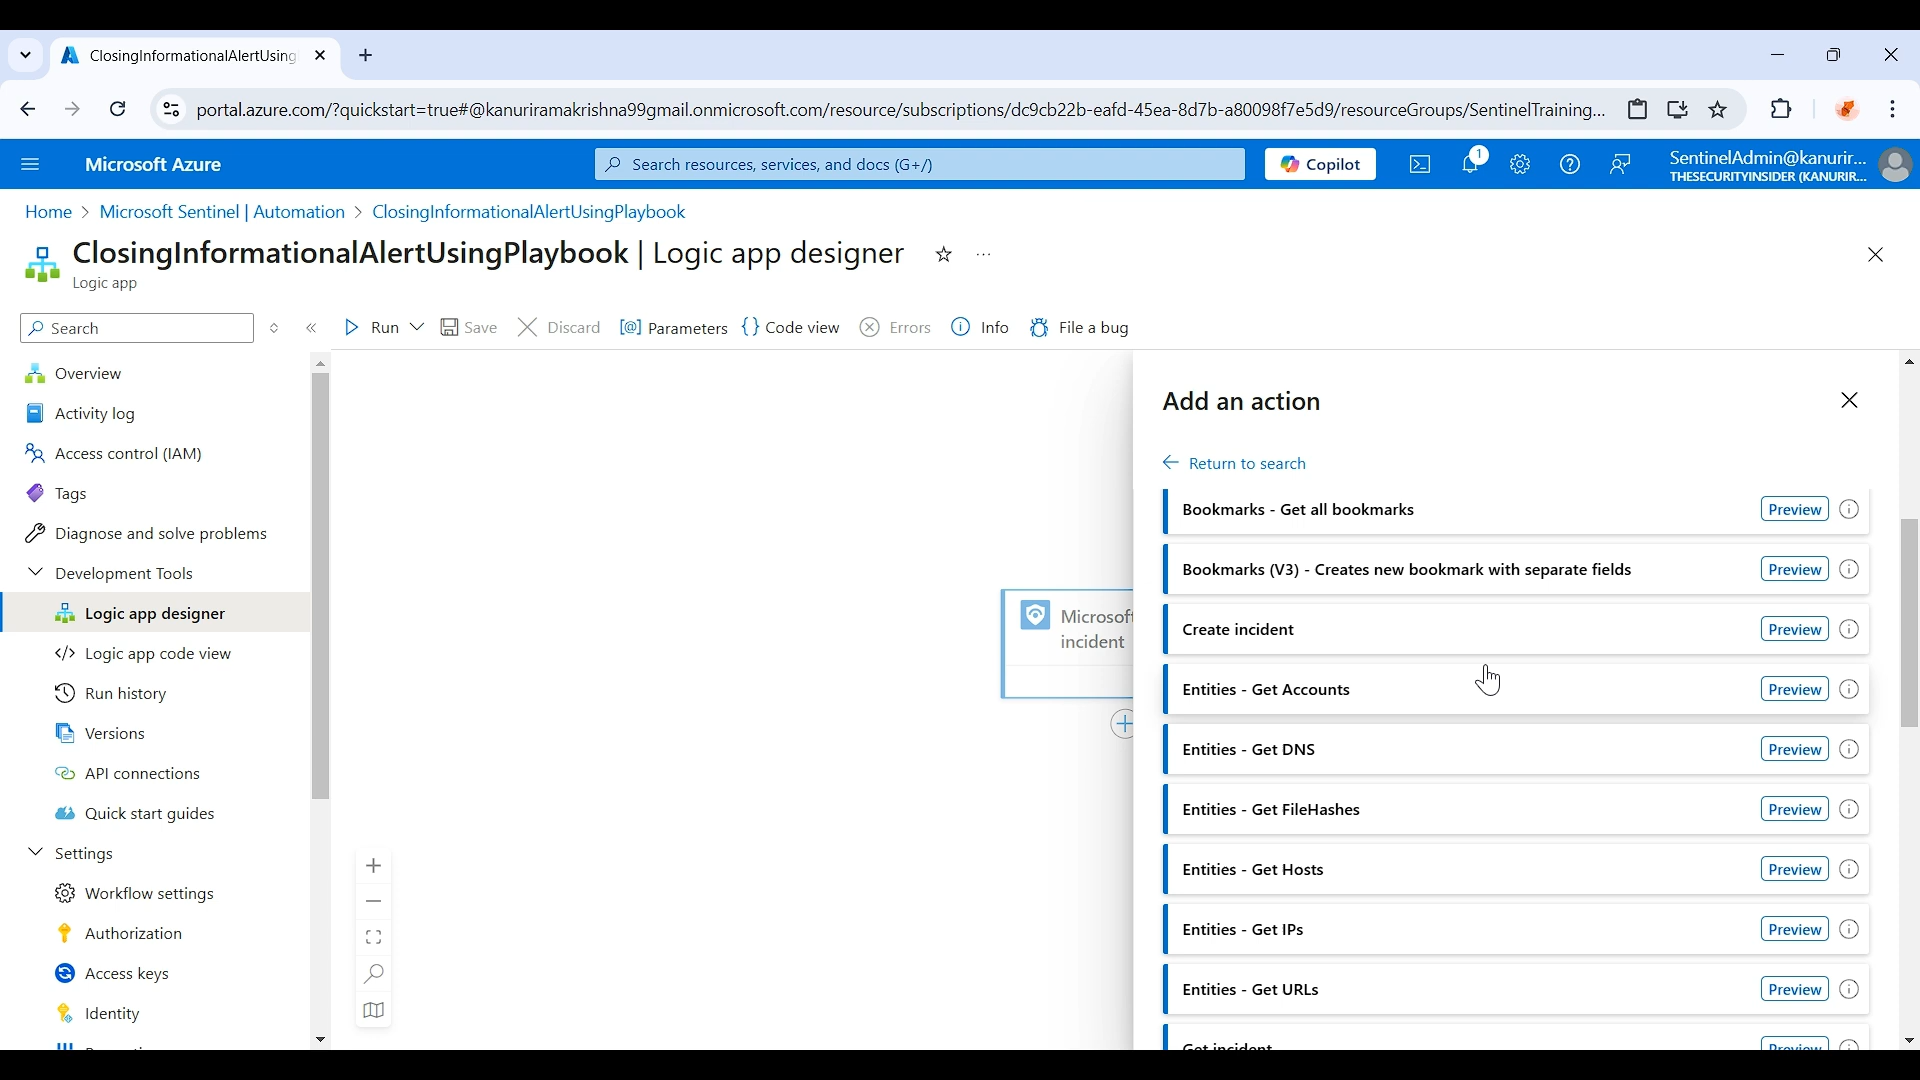 ClosingInformationalAlertUsing
portal.azure.com/?quickstart=true#@kanuriramakrishna99gmail.onmicrosoft.com/resource/subscriptions/dc9cb22b-eafd-45ea-8d7b-a80098f7e5d9/resourceGroups/SentinelTraining...
Microsoft Azure
Search resources, services, and docs (G+/)
Copilot
1
SentinelAdmin@kanurir...
THESECURITYINSIDER (KANURIR...
Home > Microsoft Sentinel | Automation > ClosingInformationalAlertUsingPlaybook
ClosingInformationalAlertUsingPlaybook | Logic app designer
Logic app
Search
Run
Save
Discard
Parameters
Code view
Errors
Info
File a bug
Overview
Activity log
Access control (IAM)
Tags
Diagnose and solve problems
Development Tools
Logic app designer
Logic app code view
Run history
Versions
API connections
Quick start guides
Settings
Workflow settings
Authorization
Access keys
Identity
Microsoft
incident
Add an action
Return to search
Bookmarks - Get all bookmarks Preview
Bookmarks (V3) - Creates new bookmark with separate fields Preview
Create incident Preview
Entities - Get Accounts Preview
Entities - Get DNS Preview
Entities - Get FileHashes Preview
Entities - Get Hosts Preview
Entities - Get IPs Preview
Entities - Get URLs Preview
Get incident Preview